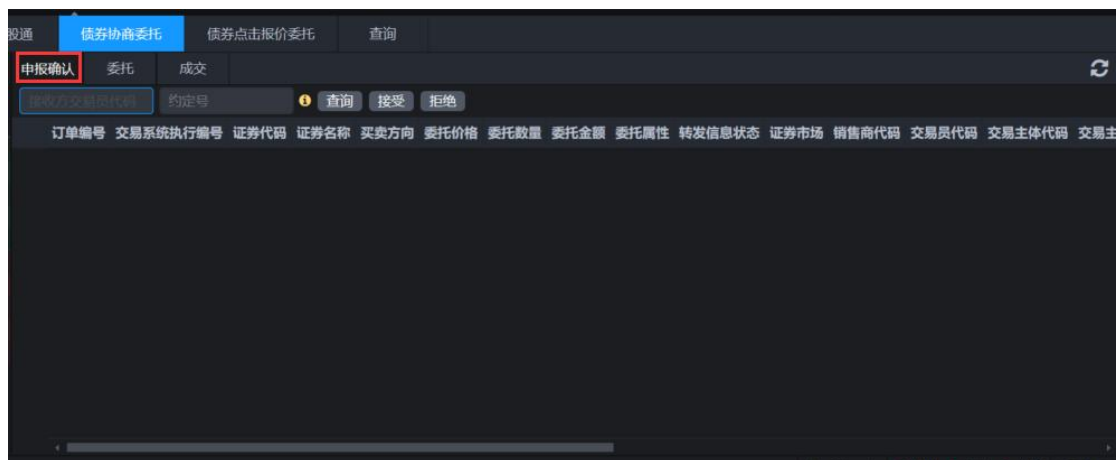 股通 债券协商委托 债券点击报价委托 查询
申报确认 委托 成交
接收方交易员代码 约定号 查询 接受 拒绝
订单编号 交易系统执行编号 证券代码 证券名称 买卖方向 委托价格 委托数量 委托金额 委托属性 转发信息状态 证券市场 销售商代码 交易员代码 交易主体代码 交易主